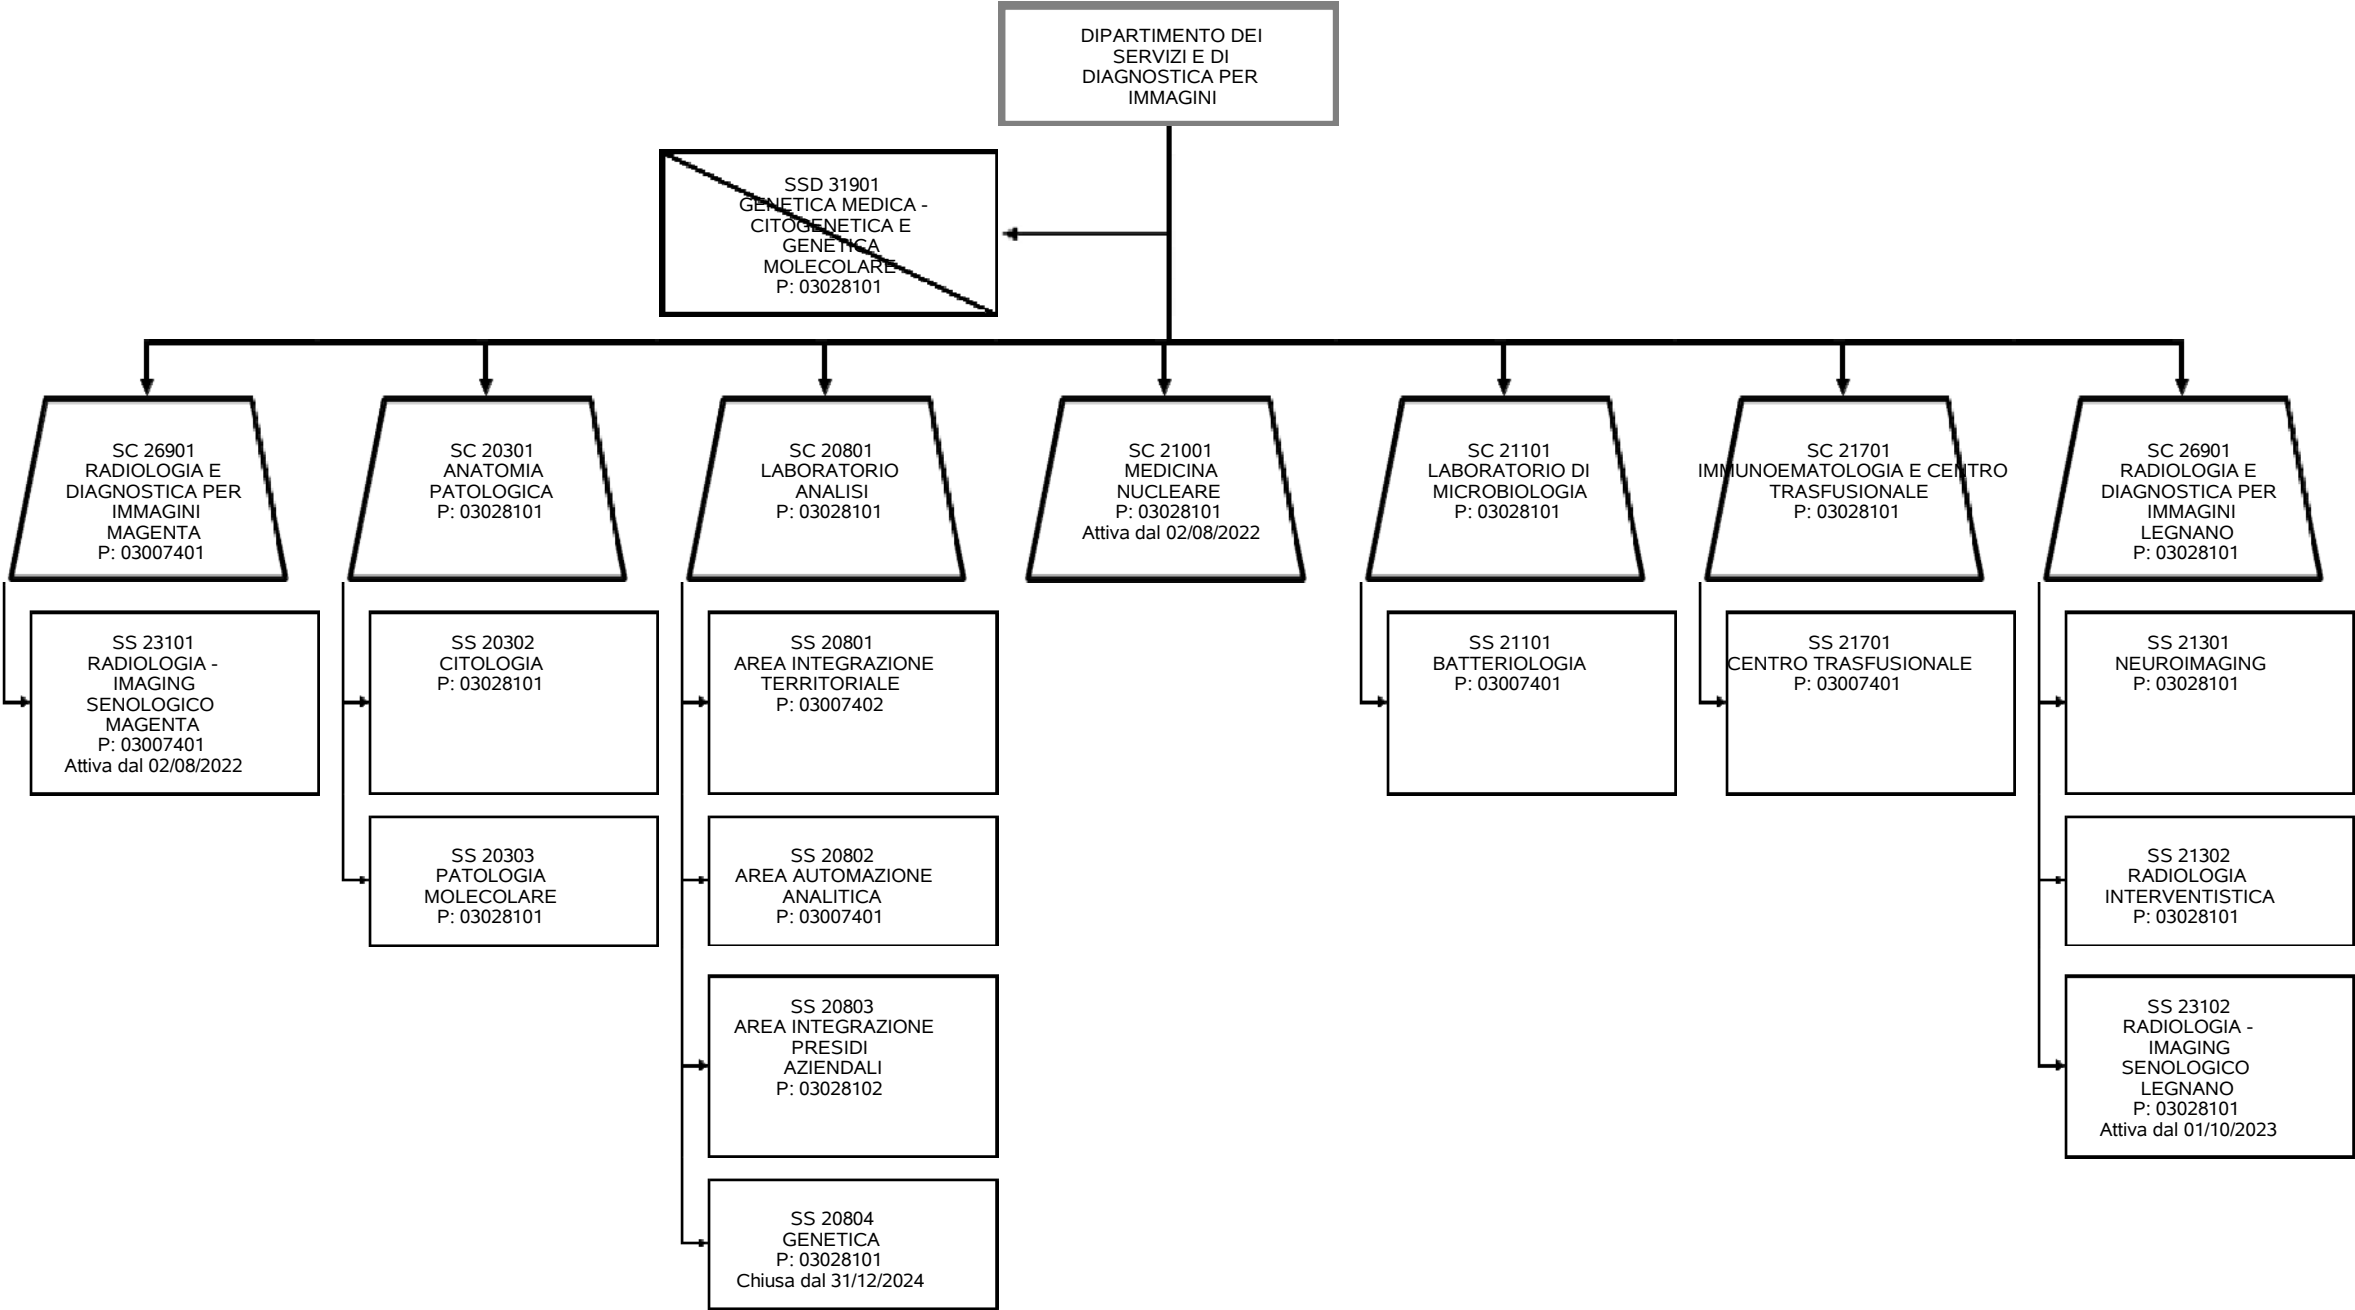 DIPARTIMENTO DEI
SERVIZI E DI
DIAGNOSTICA PER
IMMAGINI
SSD 31901
GENETICA MEDICA -
CITOGENETICA E
GENETICA
MOLECOLARE
P: 03028101
SC 26901
RADIOLOGIA E
DIAGNOSTICA PER
IMMAGINI
MAGENTA
P: 03007401
SC 20301
ANATOMIA
PATOLOGICA
P: 03028101
SC 20801
LABORATORIO
ANALISI
P: 03028101
SC 21001
MEDICINA
NUCLEARE
P: 03028101
Attiva dal 02/08/2022
SC 21101
LABORATORIO DI
MICROBIOLOGIA
P: 03028101
SC 21701
IMMUNOEMATOLOGIA E CENTRO
TRASFUSIONALE
P: 03028101
SC 26901
RADIOLOGIA E
DIAGNOSTICA PER
IMMAGINI
LEGNANO
P: 03028101
SS 23101
RADIOLOGIA -
IMAGING
SENOLOGICO
MAGENTA
P: 03007401
Attiva dal 02/08/2022
SS 20302
CITOLOGIA
P: 03028101
SS 20801
AREA INTEGRAZIONE
TERRITORIALE
P: 03007402
SS 21101
BATTERIOLOGIA
P: 03007401
SS 21701
CENTRO TRASFUSIONALE
P: 03007401
SS 21301
NEUROIMAGING
P: 03028101
SS 20303
PATOLOGIA
MOLECOLARE
P: 03028101
SS 20802
AREA AUTOMAZIONE
ANALITICA
P: 03007401
SS 21302
RADIOLOGIA
INTERVENTISTICA
P: 03028101
SS 20803
AREA INTEGRAZIONE
PRESIDI
AZIENDALI
P: 03028102
SS 23102
RADIOLOGIA -
IMAGING
SENOLOGICO
LEGNANO
P: 03028101
Attiva dal 01/10/2023
SS 20804
GENETICA
P: 03028101
Chiusa dal 31/12/2024